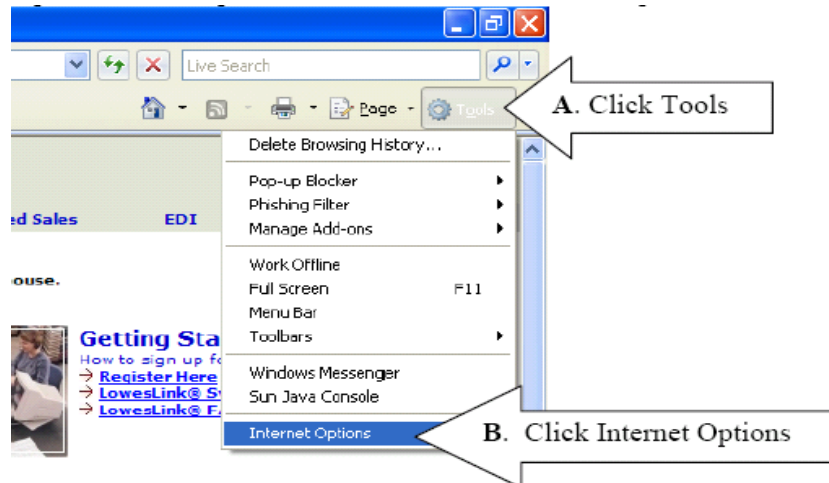 Live Search
Page
Tools
A. Click Tools
Delete Browsing History...
Pop-up Blocker
Phishing Filter
Manage Add-ons
ed Sales EDI
Work Offline
ouse.
Full Screen F11
Menu Bar
Toolbars
Getting Sta
How to sign up fo
Register Here
Windows Messenger
LowesLink® S
Sun Java Console
LowesLink® F
Internet Options
B. Click Internet Options